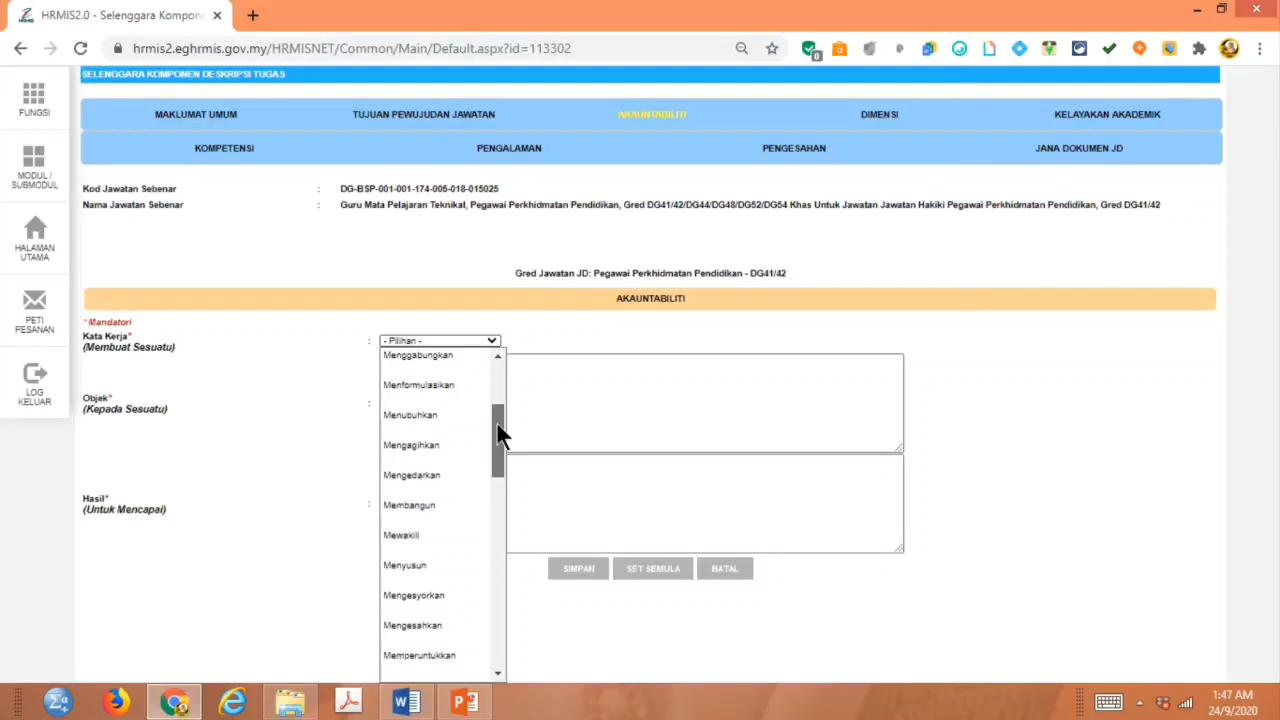 HRMIS2.0 - Selenggara Kompone
hrmis2.eghrmis.gov.my/HRMISNET/Common/Main/Default.aspx?id=113302
0
SELENGGARA KOMPONEN DESKRIPSI TUGAS
FUNGSI
MODUL /
SUBMODUL
HALAMAN
UTAMA
PETI
PESANAN
LOG
KELUAR
MAKLUMAT UMUM
TUJUAN PEWUJUDAN JAWATAN
AKAUNTABILITI
DIMENSI
KELAYAKAN AKADEMIK
KOMPETENSI
PENGALAMAN
PENGESAHAN
JANA DOKUMEN JD
Kod Jawatan Sebenar : DG-BSP-001-001-174-005-018-015025
Nama Jawatan Sebenar : Guru Mata Pelajaran Teknikal, Pegawai Perkhidmatan Pendidikan, Gred DG41/42/DG44/DG48/DG52/DG54 Khas Untuk Jawatan Jawatan Hakiki Pegawai Perkhidmatan Pendidikan, Gred DG41/42
Gred Jawatan JD: Pegawai Perkhidmatan Pendidikan - DG41/42
AKAUNTABILITI
*Mandatori
Kata Kerja* : - Pilihan -
(Membuat Sesuatu)
Objek* :
(Kepada Sesuatu)
Hasil* :
(Untuk Mencapai)
Menggabungkan
Menformulasikan
Menubuhkan
Mengagihkan
Mengedarkan
Membangun
Mewakili
Menyusun
Mengesyorkan
Mengesahkan
Memperuntukkan
SIMPAN
SET SEMULA
BATAL
1:47 AM
24/9/2020